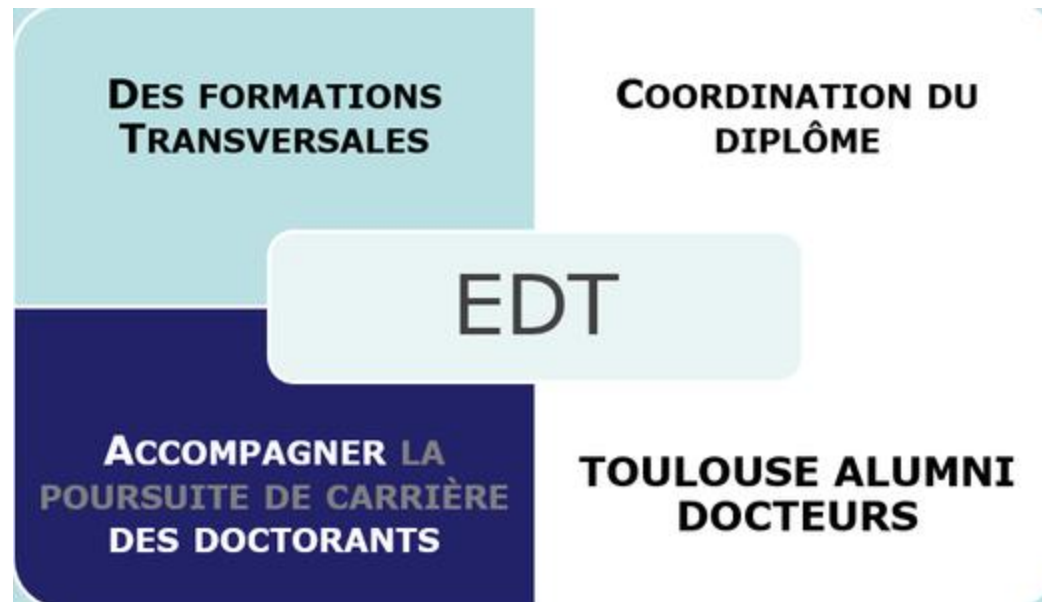 DES FORMATIONS
TRANSVERSALES
COORDINATION DU
DIPLÔME
EDT
ACCOMPAGNER LA
POURSUITE DE CARRIÈRE
DES DOCTORANTS
TOULOUSE ALUMNI
DOCTEURS